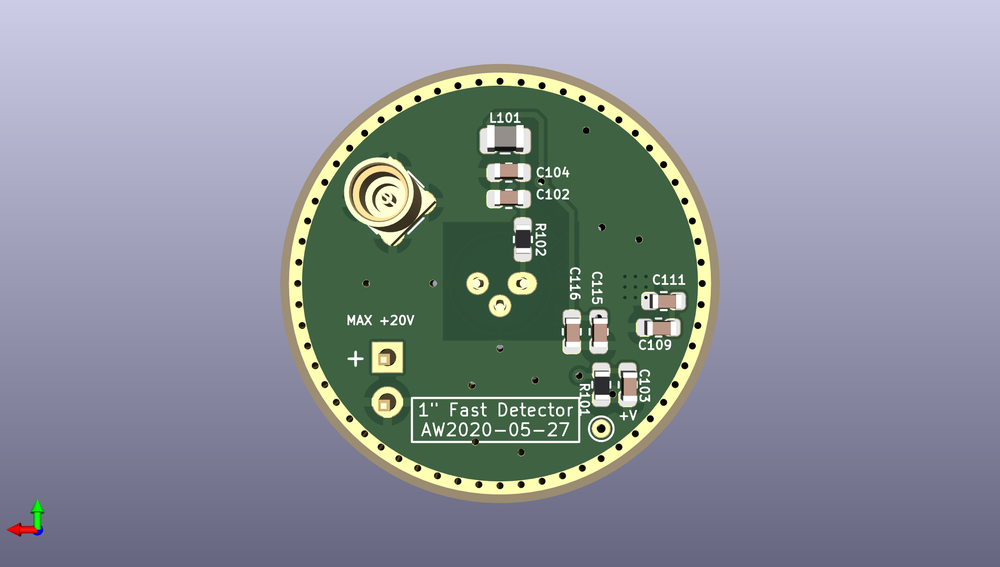 L101
C104
C102
R102
C116
C115
C111
C109
MAX +20V
+
R101
C103
+V
1" Fast Detector
AW2020-05-27